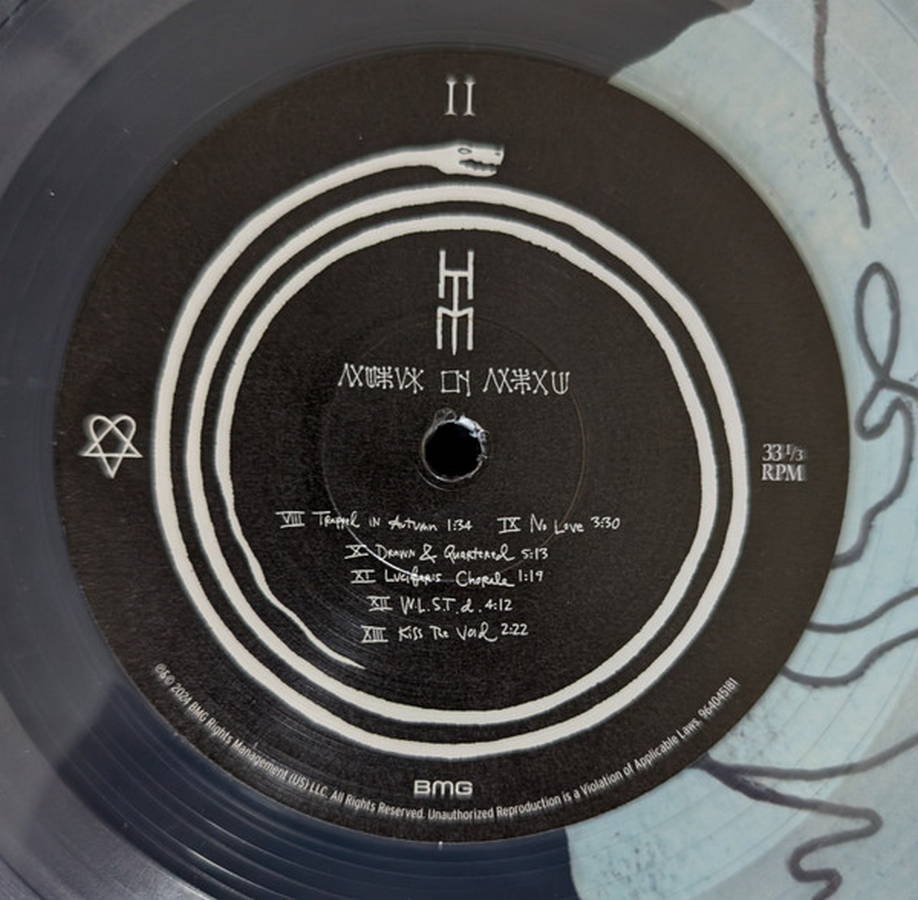 II
HIM
33 1/3
RPM
VIII Trapped in Autumn 1:34 IX No Love 3:30
X Drawn & Quartered 5:13
XI Luciferis Chorale 1:19
XII W.L.S.T.d. 4:12
XIII Kiss The Void 2:22
BMG
℗&© 2024 BMG Rights Management (US) LLC. All Rights Reserved. Unauthorized Reproduction is a Violation of Applicable Laws. 964045181